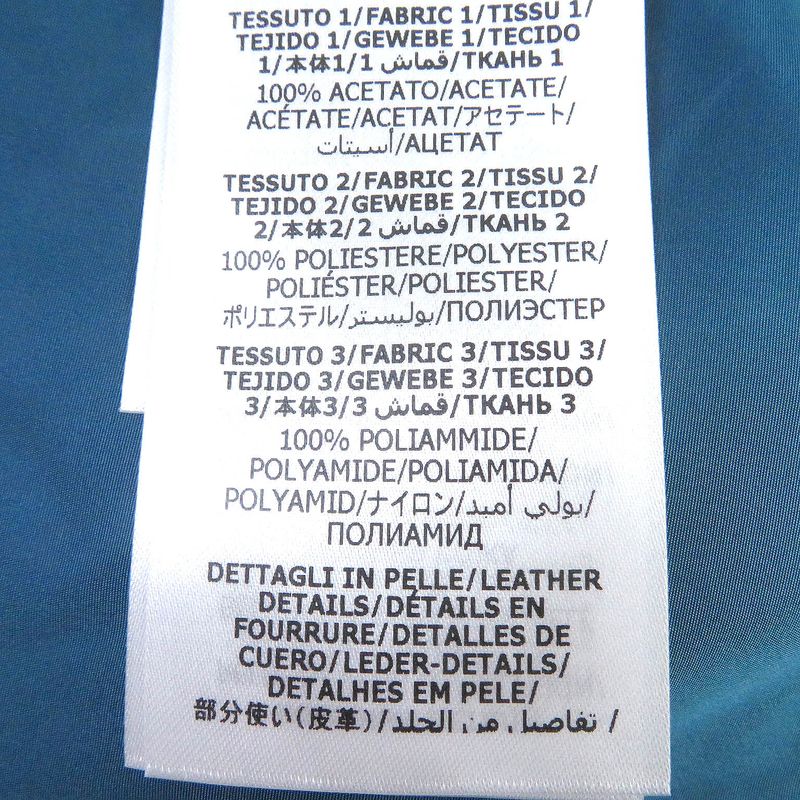 TESSUTO 1/FABRIC 1/TISSU 1/
TEJIDO 1/GEWEBE 1/TECIDO
1/本体1/1 قماش/ТКАНЬ 1
100% ACETATO/ACETATE/
ACÉTATE/ACETAT/アセテート/
أسيتات/АЦЕТАТ
TESSUTO 2/FABRIC 2/TISSU 2/
TEJIDO 2/GEWEBE 2/TECIDO
2/本体2/2 قماش/ТКАНЬ 2
100% POLIESTERE/POLYESTER/
POLIÉSTER/POLIESTER/
ポリエステル/بوليستر/ПОЛИЭСТЕР
TESSUTO 3/FABRIC 3/TISSU 3/
TEJIDO 3/GEWEBE 3/TECIDO
3/本体3/3 قماش/ТКАНЬ 3
100% POLIAMMIDE/
POLYAMIDE/POLIAMIDA/
POLYAMID/ナイロン/بولي أميد/
ПОЛИАМИД
DETTAGLI IN PELLE/LEATHER
DETAILS/DÉTAILS EN
FOURRURE/DETALLES DE
CUERO/LEDER-DETAILS/
DETALHES EM PELE/
部分使い(皮革)/تفاصيل من الجلد /